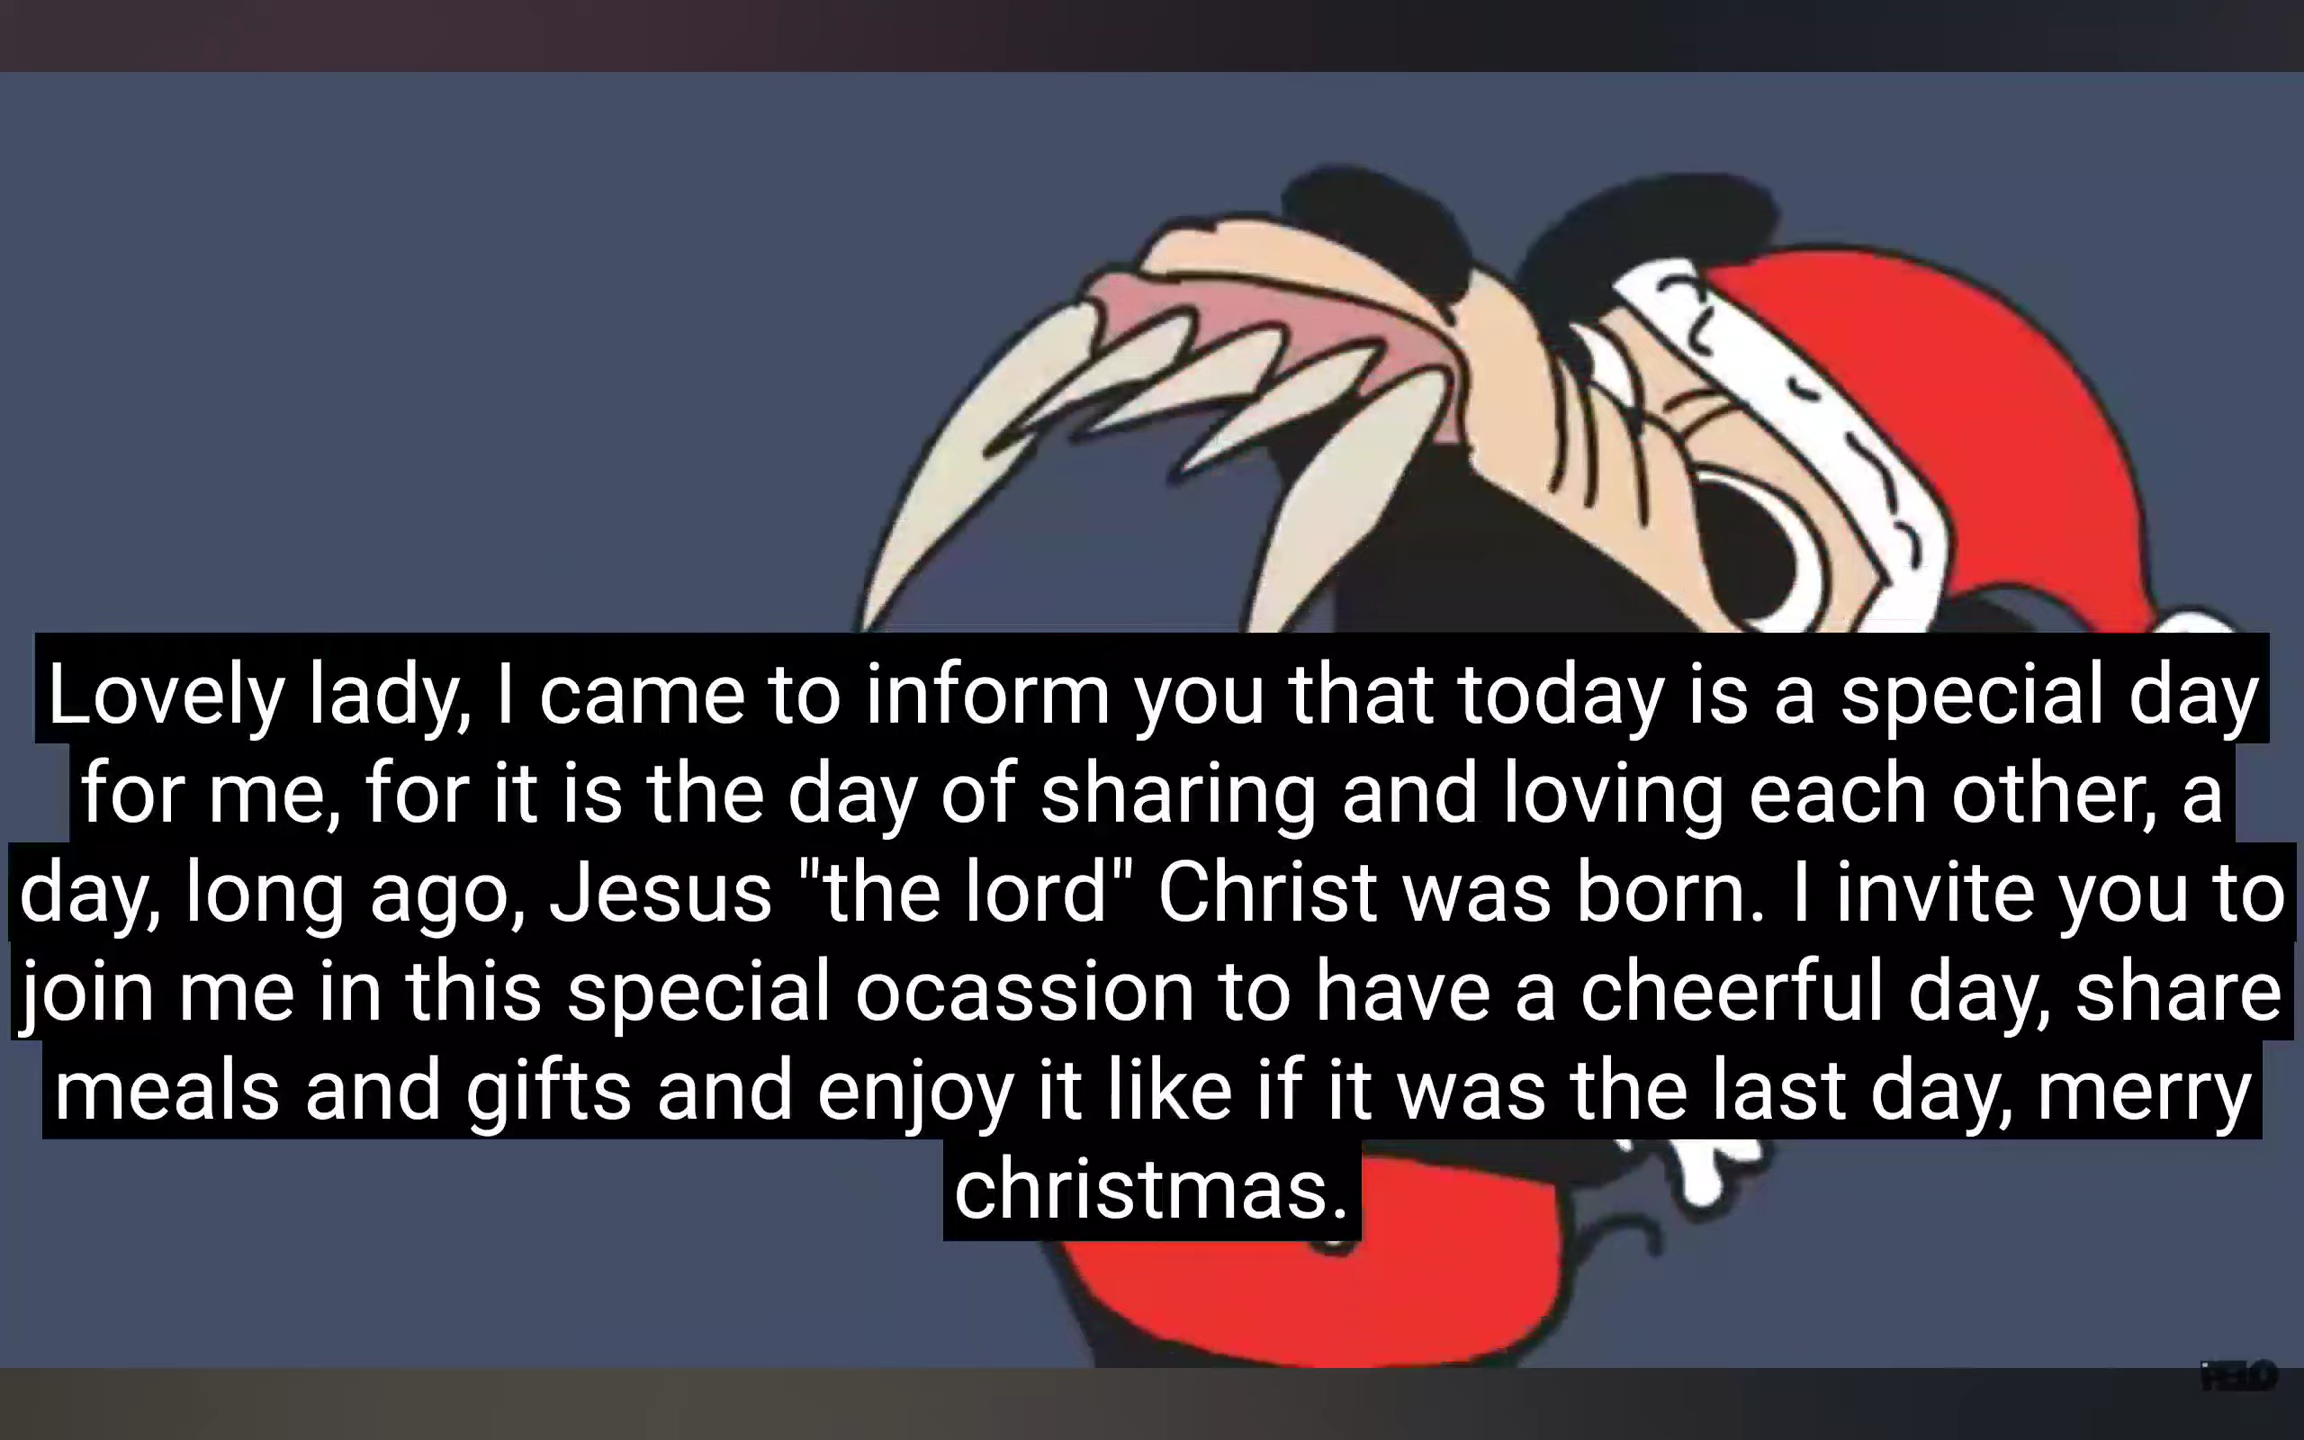 Lovely lady, I came to inform you that today is a special day
for me, for it is the day of sharing and loving each other, a
day, long ago, Jesus "the lord" Christ was born. I invite you to
join me in this special ocassion to have a cheerful day, share
meals and gifts and enjoy it like if it was the last day, merry
christmas.